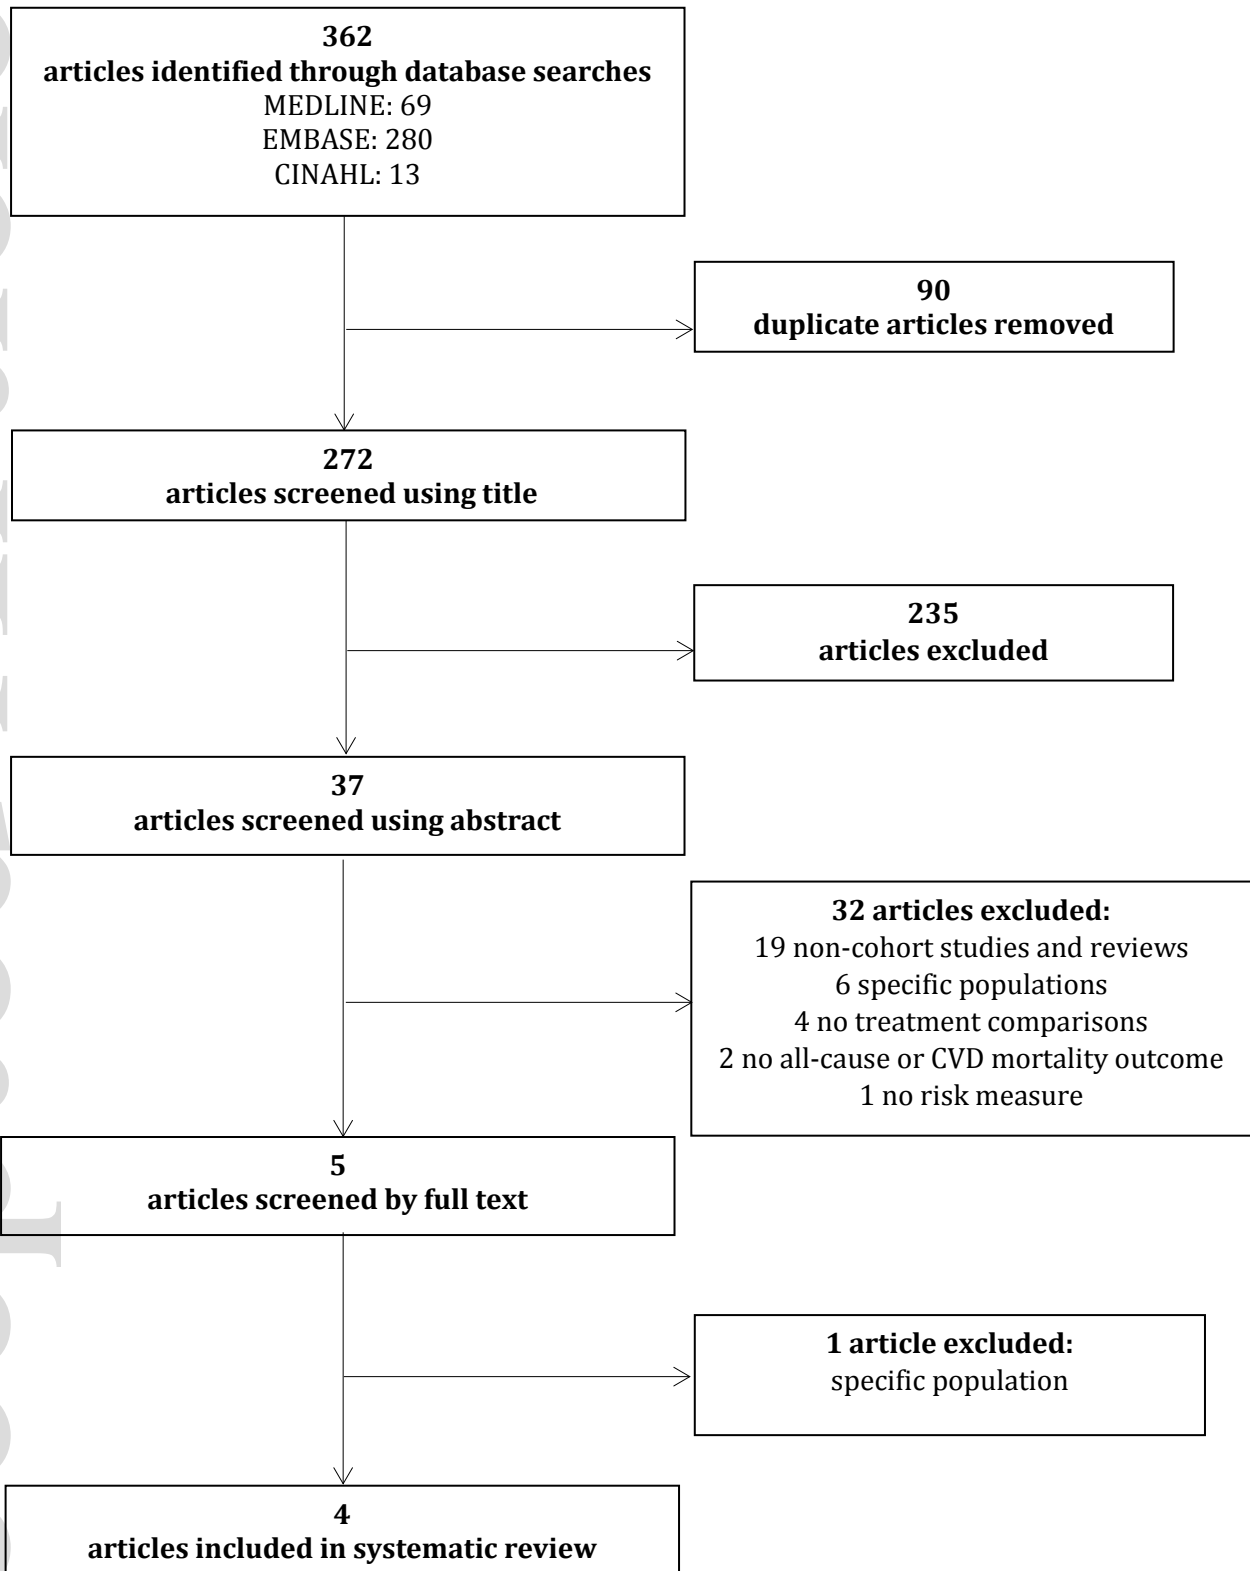 362
articles identified through database searches
MEDLINE: 69
EMBASE: 280
CINAHL: 13
90
duplicate articles removed
272
articles screened using title
235
articles excluded
37
articles screened using abstract
32 articles excluded:
19 non-cohort studies and reviews
6 specific populations
4 no treatment comparisons
2 no all-cause or CVD mortality outcome
1 no risk measure
5
articles screened by full text
1 article excluded:
specific population
4
articles included in systematic review